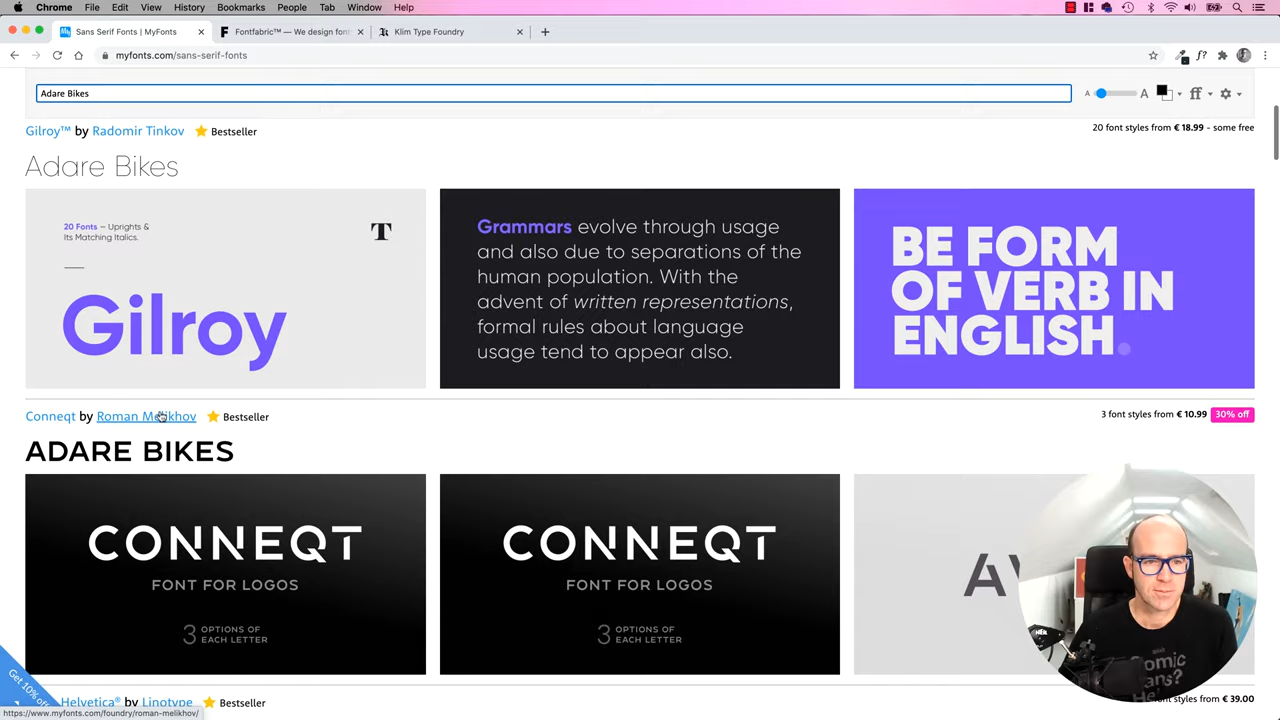 Chrome File Edit View History Bookmarks People Tab Window Help
Sans Serif Fonts | MyFonts
Fontfabric™ — We design fon
Klim Type Foundry
myfonts.com/sans-serif-fonts
Adare Bikes
Gilroy™ by Radomir Tinkov Bestseller
20 font styles from € 18.99 - some free
Adare Bikes
20 Fonts — Uprights &
Its Matching Italics.
T
Gilroy
Grammars evolve through usage
and also due to separations of the
human population. With the
advent of written representations,
formal rules about language
usage tend to appear also.
BE FORM
OF VERB IN
ENGLISH.
Conneqt by Roman Melikhov Bestseller
3 font styles from € 10.99 30% off
ADARE BIKES
CONNEQT
FONT FOR LOGOS
3 OPTIONS OF
EACH LETTER
CONNEQT
FONT FOR LOGOS
3 OPTIONS OF
EACH LETTER
Get 10% off
Helvetica® by Linotype Bestseller
font styles from € 39.00
https://www.myfonts.com/foundry/roman-melikhov/